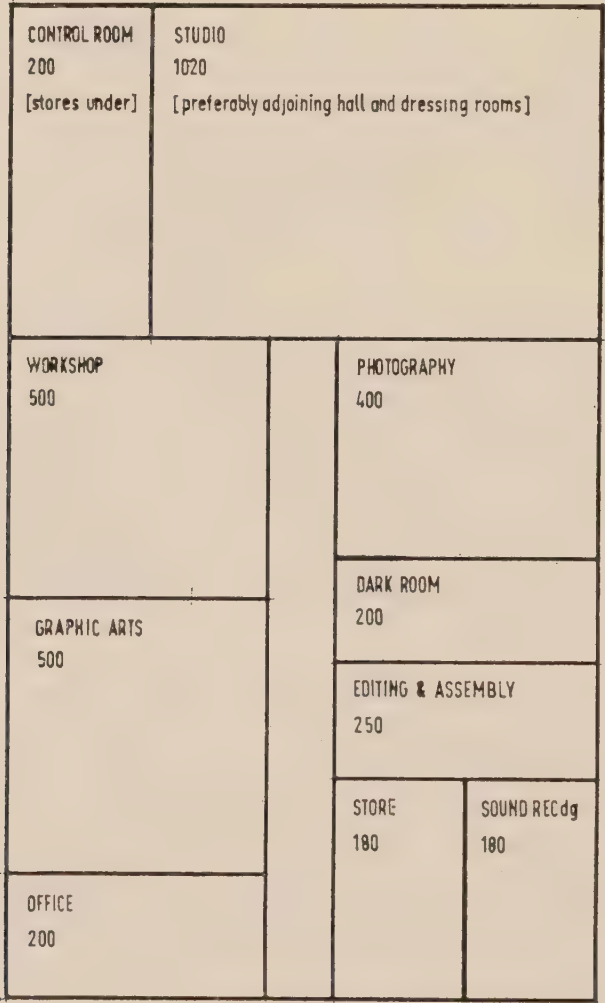 CONTROL ROOM
200
[stores under]
STUDIO
1020
[preferably adjoining hall and dressing rooms]
WORKSHOP
500
PHOTOGRAPHY
400
DARK ROOM
200
GRAPHIC ARTS
500
EDITING & ASSEMBLY
250
STORE
180
SOUND RECdg
180
OFFICE
200